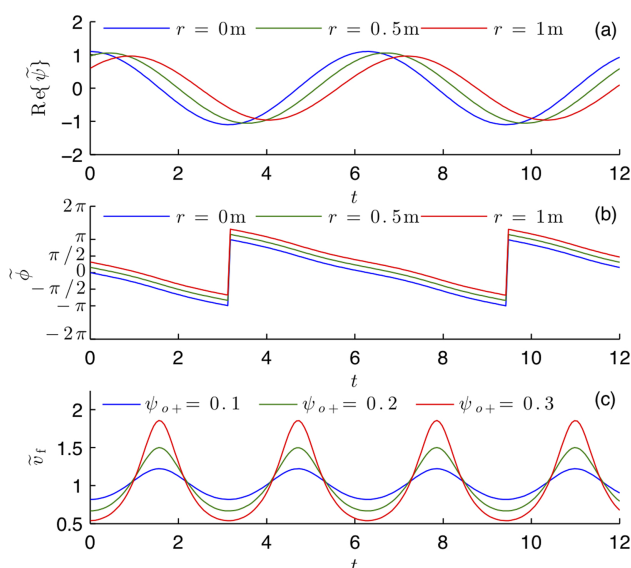 r = 0m r = 0.5m r = 1m (a)
2
1
0
−1
−2
Re{ψ̃}
0 2 4 6 8 10 12
t
r = 0m r = 0.5m r = 1m (b)
2π
π
π/2
0
−π/2
−π
−2π
ϕ̃
0 2 4 6 8 10 12
t
ψo+= 0.1 ψo+= 0.2 ψo+= 0.3 (c)
2
1.5
1
0.5
ṽf
0 2 4 6 8 10 12
t